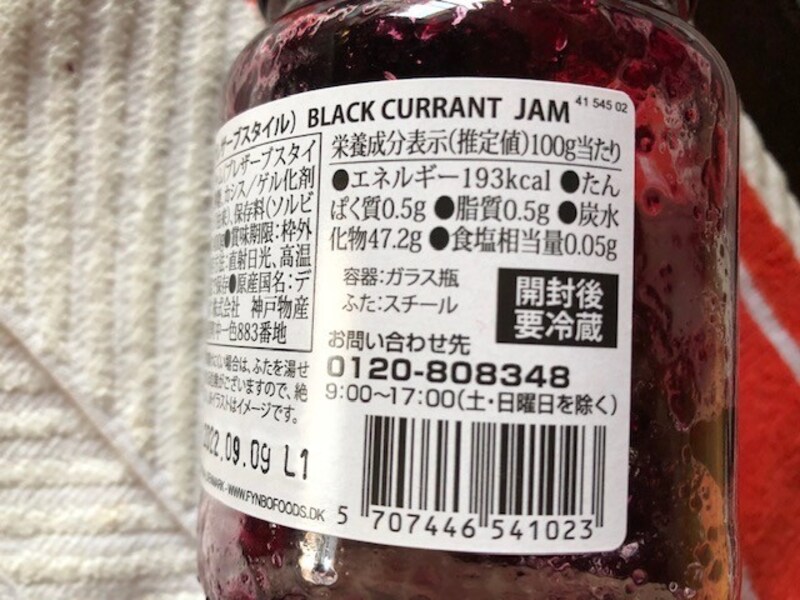 ーブスタイル) BLACK CURRANT JAM
41 545 02
プレザーブスタイ
カシス/ゲル化剤
、保存料(ソルビ
●賞味期限:枠外
:直射日光、高温
●原産国名:デ
株式会社 神戸物産
一色883番地
場合は、ふたを湯せ
がございますので、絶
イラストはイメージです。
2022.09.09 L1
WWW.FYNBOFOODS.DK
栄養成分表示(推定値)100g当たり
●エネルギー193kcal ●たん
ぱく質0.5g ●脂質0.5g ●炭水
化物47.2g ●食塩相当量0.05g
容器:ガラス瓶
ふた:スチール
開封後
要冷蔵
お問い合わせ先
0120-808348
9:00~17:00(土・日曜日を除く)
5 707446 541023